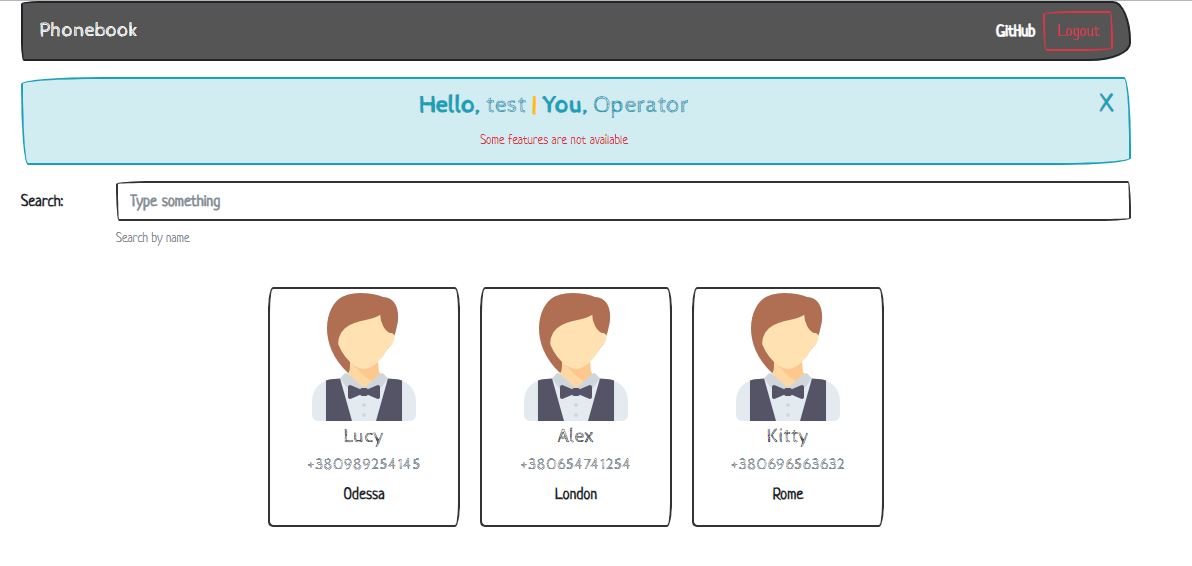 Phonebook GitHub Logout
Hello, test | You, Operator X
Some features are not available
Search: Type something
Search by name
Lucy Alex Kitty
+380989254145 +380654741254 +380696563632
Odessa London Rome